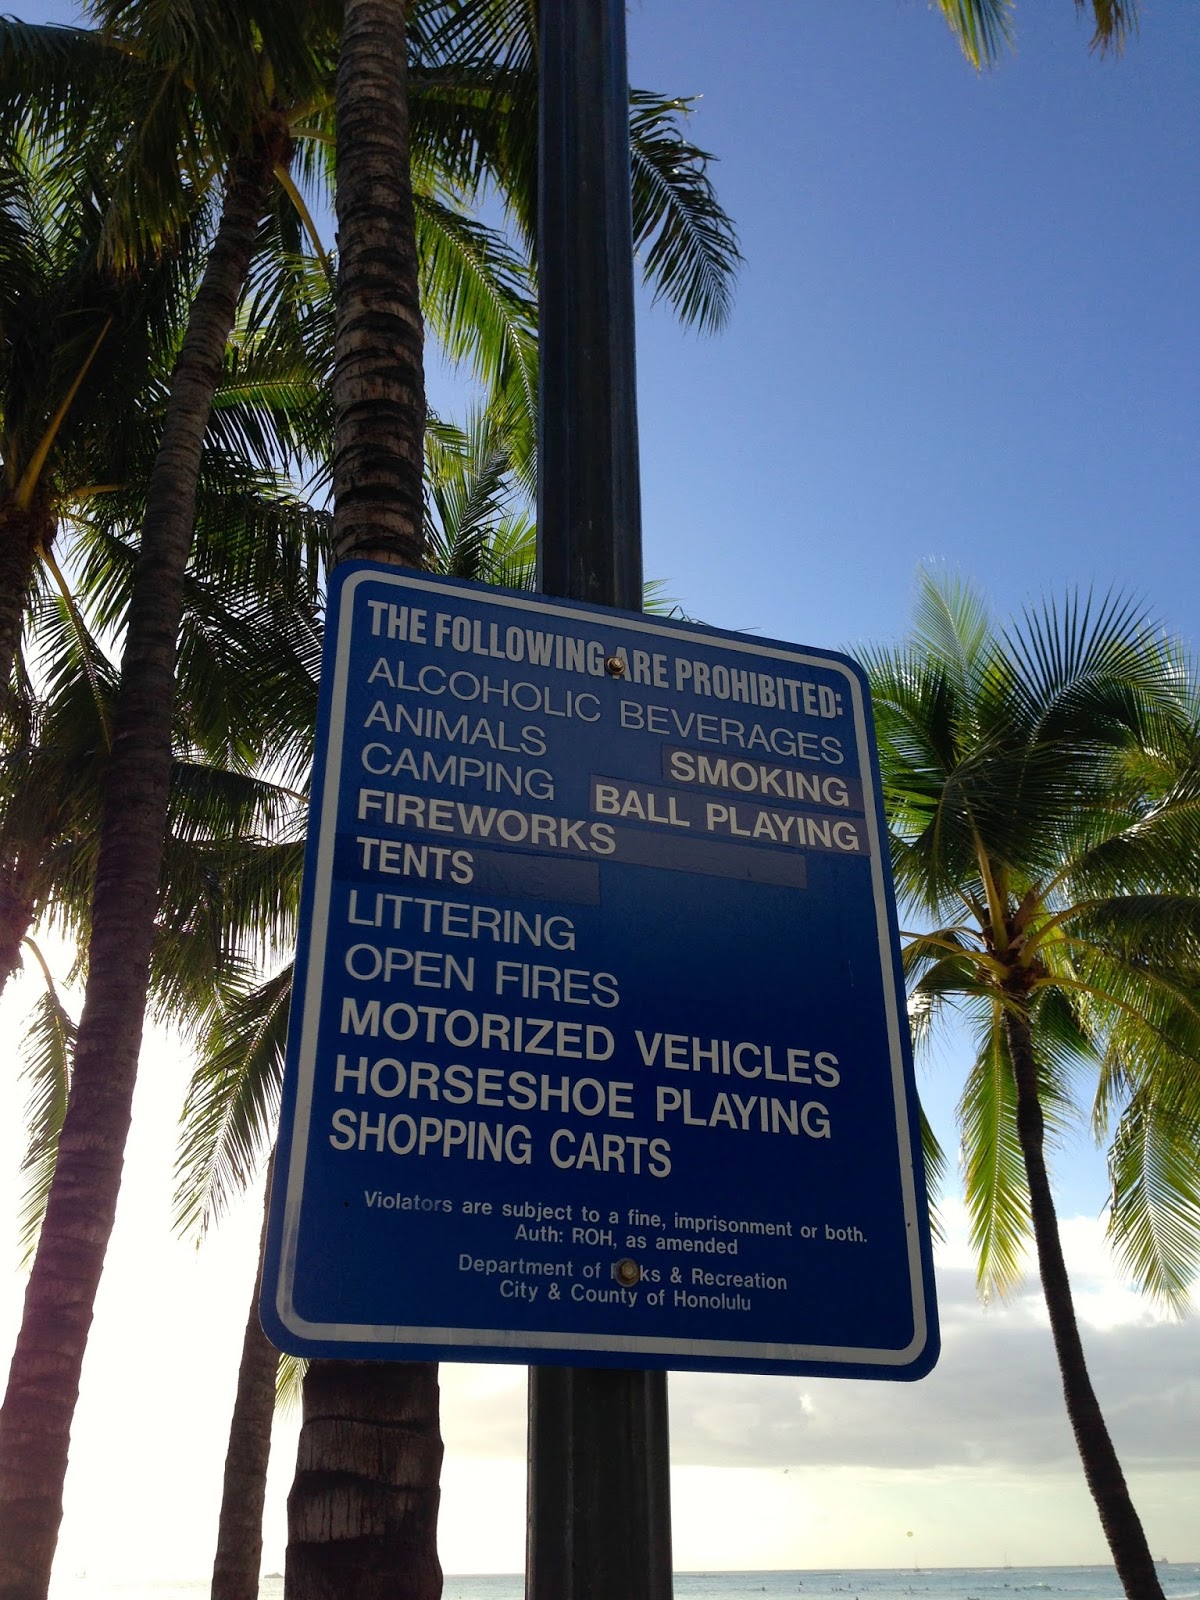 THE FOLLOWING ARE PROHIBITED:
ALCOHOLIC BEVERAGES
ANIMALS
SMOKING
CAMPING
BALL PLAYING
FIREWORKS
TENTS
LITTERING
OPEN FIRES
MOTORIZED VEHICLES
HORSESHOE PLAYING
SHOPPING CARTS
Violators are subject to a fine, imprisonment or both.
Auth: ROH, as amended
Department of Parks & Recreation
City & County of Honolulu